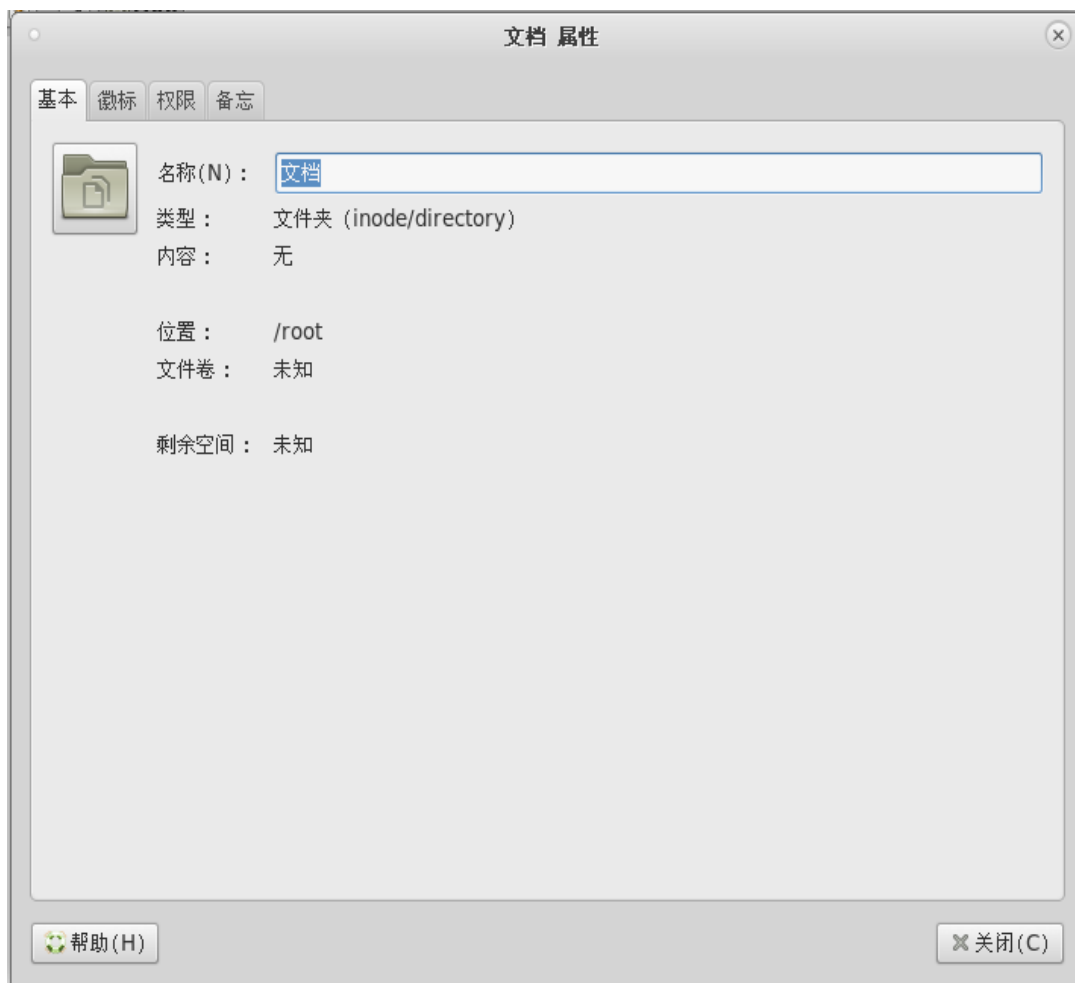 文档 属性
基本 徽标 权限 备忘
名称(N)： 文档
类型： 文件夹 (inode/directory)
内容： 无
位置： /root
文件卷： 未知
剩余空间： 未知
帮助(H) 关闭(C)